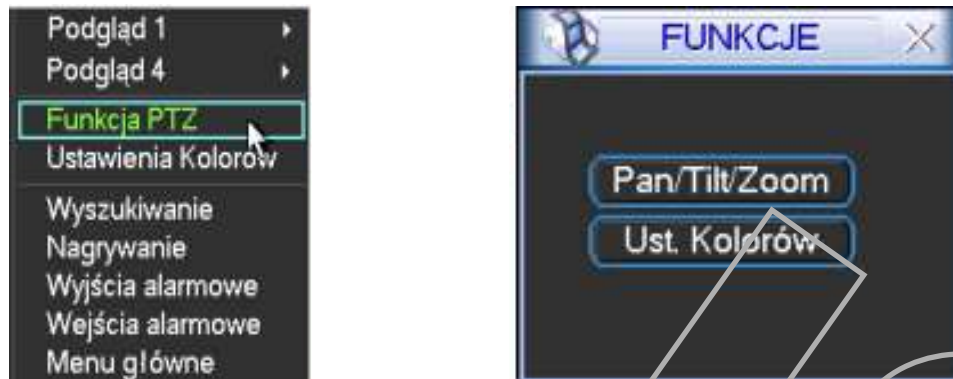 Podgląd 1
Podgląd 4
Funkcja PTZ
Ustawienia Kolorów
Wyszukiwanie
Nagrywanie
Wyjścia alarmowe
Wejścia alarmowe
Menu główne
FUNKCJE
Pan/Tilt/Zoom
Ust. Kolorów